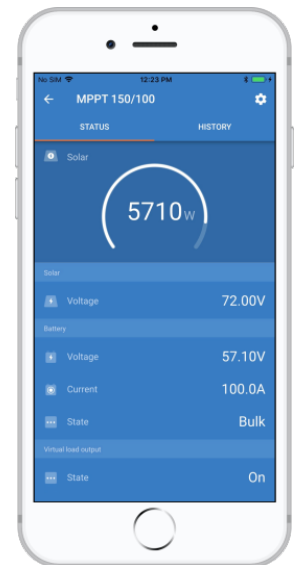 No SIM 12:23 PM
MPPT 150/100
STATUS HISTORY
Solar
5710W
Solar
Voltage 72.00V
Battery
Voltage 57.10V
Current 100.0A
State Bulk
Virtual load output
State On